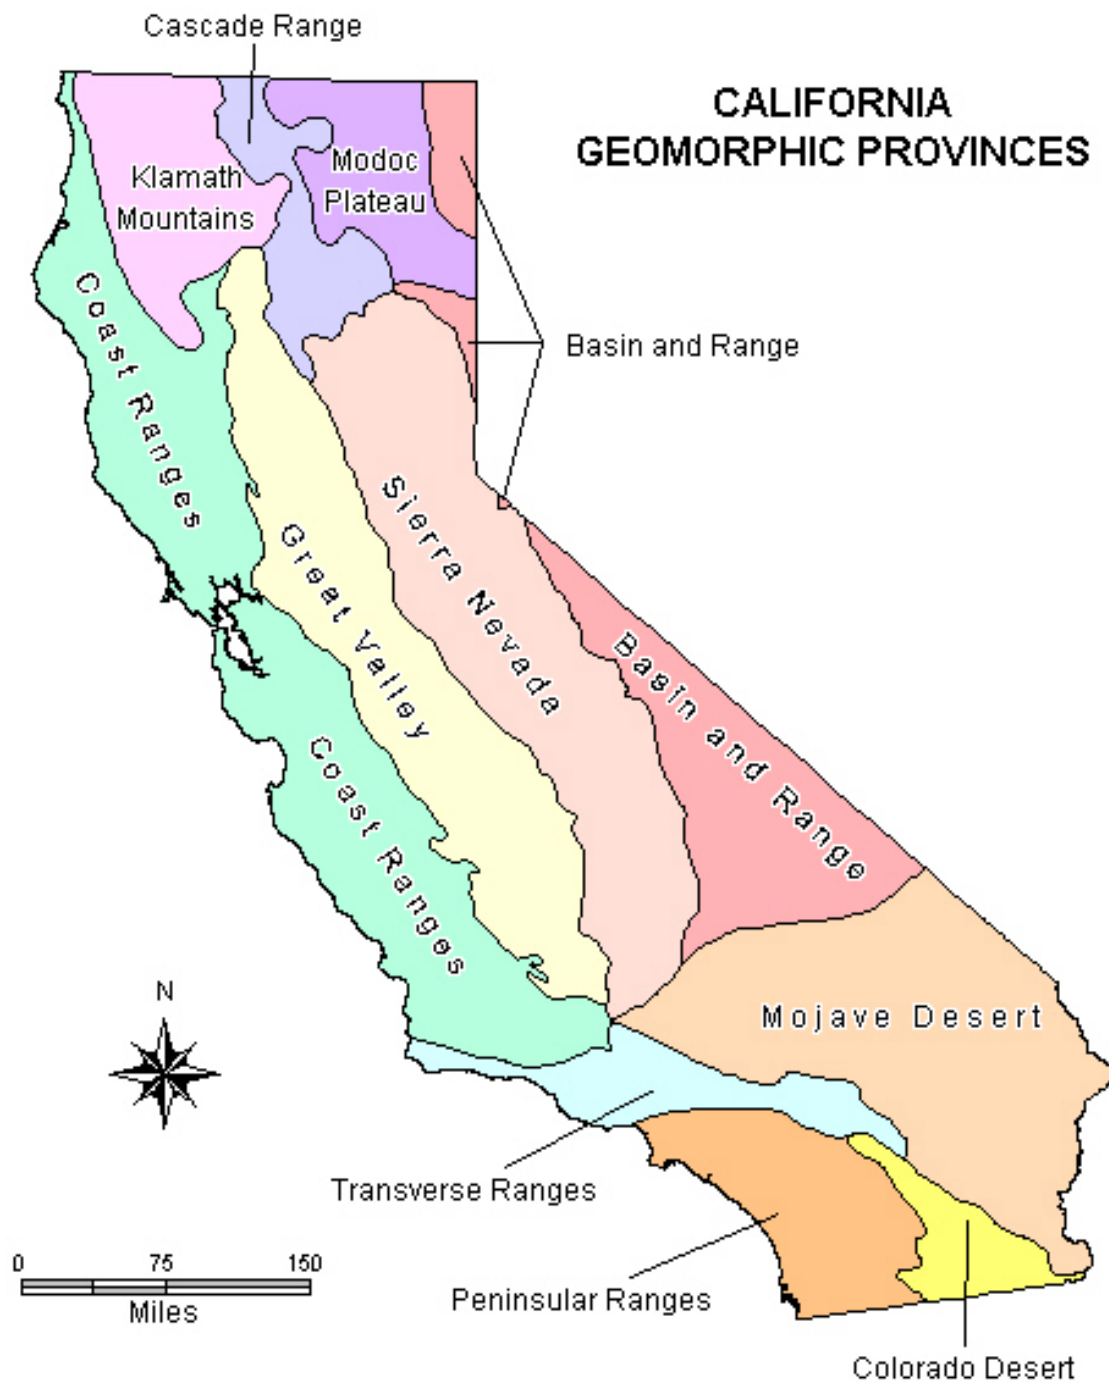 Cascade Range
CALIFORNIA
GEOMORPHIC PROVINCES
Klamath
Mountains
Modoc
Plateau
Coast Ranges
Basin and Range
Sierra Nevada
Great Valley
Basin and Range
Coast Ranges
N
Mojave Desert
Transverse Ranges
0 75 150
Miles
Peninsular Ranges
Colorado Desert